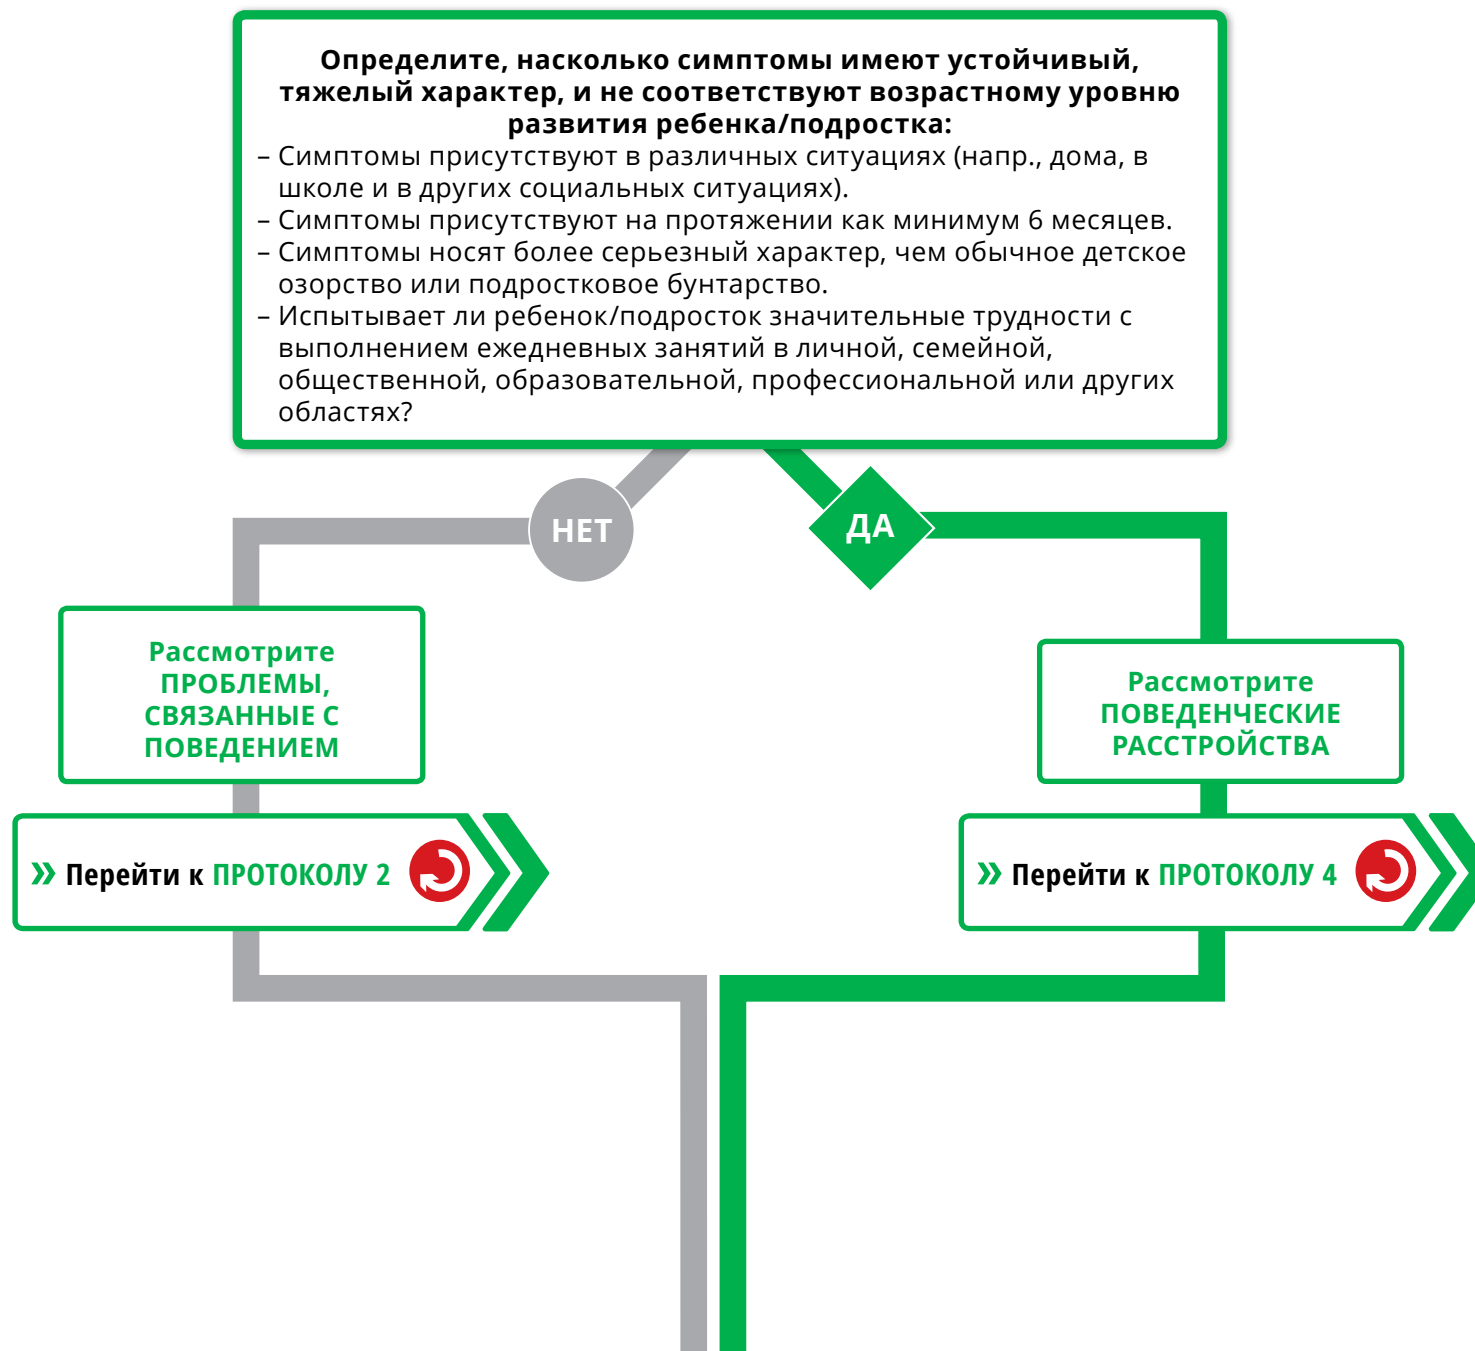 Определите, насколько симптомы имеют устойчивый,
тяжелый характер, и не соответствуют возрастному уровню
развития ребенка/подростка:
– Симптомы присутствуют в различных ситуациях (напр., дома, в
школе и в других социальных ситуациях).
– Симптомы присутствуют на протяжении как минимум 6 месяцев.
– Симптомы носят более серьезный характер, чем обычное детское
озорство или подростковое бунтарство.
– Испытывает ли ребенок/подросток значительные трудности с
выполнением ежедневных занятий в личной, семейной,
общественной, образовательной, профессиональной или других
областях?
НЕТ
ДА
Рассмотрите
ПРОБЛЕМЫ,
СВЯЗАННЫЕ С
ПОВЕДЕНИЕМ
Рассмотрите
ПОВЕДЕНЧЕСКИЕ
РАССТРОЙСТВА
» Перейти к ПРОТОКОЛУ 2
» Перейти к ПРОТОКОЛУ 4